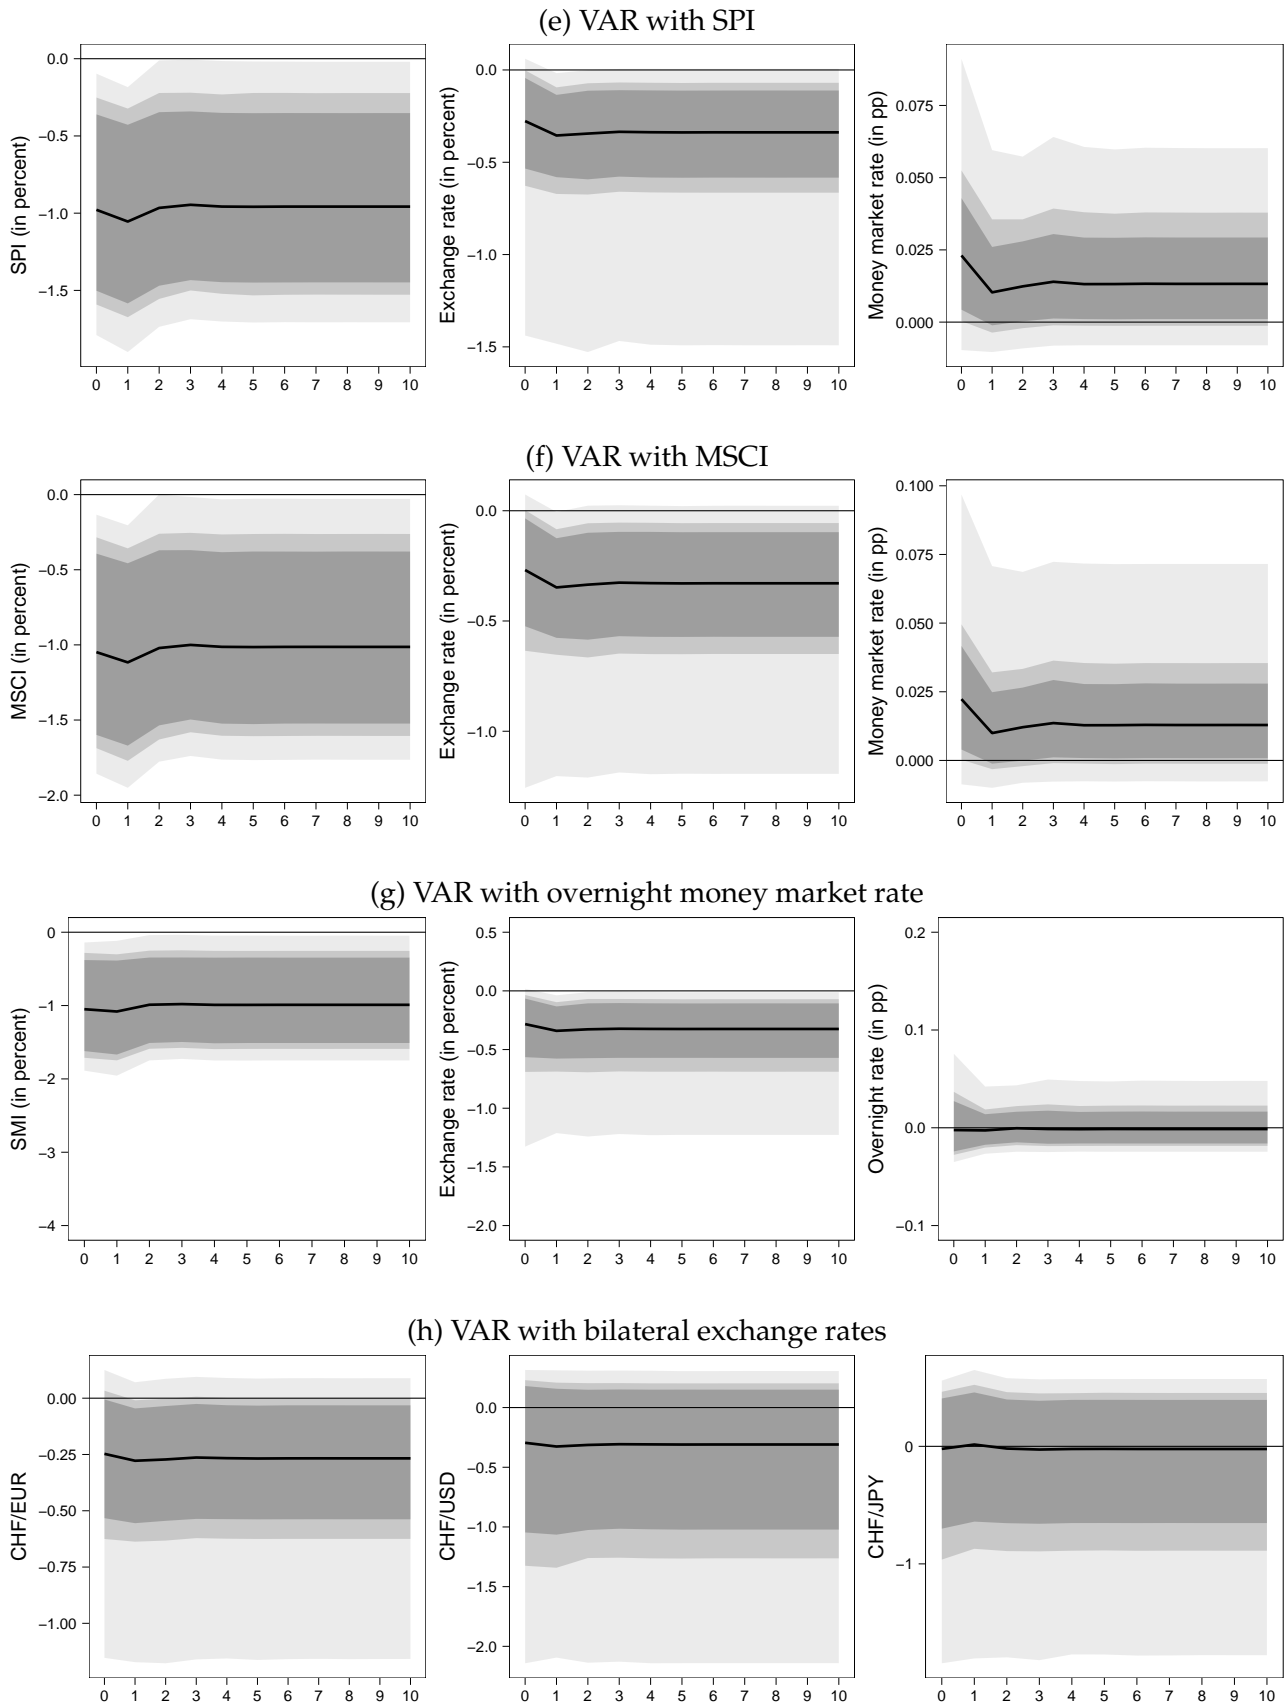 (e) VAR with SPI
SPI (in percent)
0.0
−0.5
−1.0
−1.5
0 1 2 3 4 5 6 7 8 9 10
Exchange rate (in percent)
0.0
−0.5
−1.0
−1.5
0 1 2 3 4 5 6 7 8 9 10
Money market rate (in pp)
0.075
0.050
0.025
0.000
0 1 2 3 4 5 6 7 8 9 10
(f) VAR with MSCI
MSCI (in percent)
0.0
−0.5
−1.0
−1.5
−2.0
0 1 2 3 4 5 6 7 8 9 10
Exchange rate (in percent)
0.0
−0.5
−1.0
0 1 2 3 4 5 6 7 8 9 10
Money market rate (in pp)
0.100
0.075
0.050
0.025
0.000
0 1 2 3 4 5 6 7 8 9 10
(g) VAR with overnight money market rate
SMI (in percent)
0
−1
−2
−3
−4
0 1 2 3 4 5 6 7 8 9 10
Exchange rate (in percent)
0.5
0.0
−0.5
−1.0
−1.5
−2.0
0 1 2 3 4 5 6 7 8 9 10
Overnight rate (in pp)
0.2
0.1
0.0
−0.1
0 1 2 3 4 5 6 7 8 9 10
(h) VAR with bilateral exchange rates
CHF/EUR
0.00
−0.25
−0.50
−0.75
−1.00
0 1 2 3 4 5 6 7 8 9 10
CHF/USD
0.0
−0.5
−1.0
−1.5
−2.0
0 1 2 3 4 5 6 7 8 9 10
CHF/JPY
0
−1
0 1 2 3 4 5 6 7 8 9 10